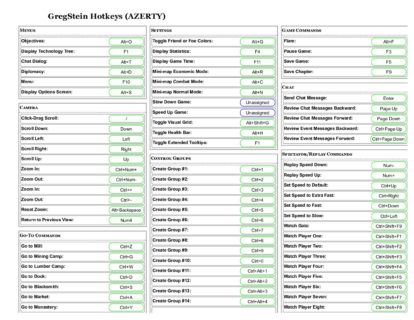 GregStein Hotkeys (AZERTY)
MENUS
Objectives: Alt+O
Display Technology Tree: F1
Chat Dialog: Alt+T
Diplomacy: Alt+D
Menu: F10
Display Options Screen: Alt+S
CAMERA
Click-Drag Scroll: /
Scroll Down: Down
Scroll Left: Left
Scroll Right: Right
Scroll Up: Up
Zoom In: Ctrl+Num+
Zoom Out: Ctrl+Num-
Zoom In: Ctrl++
Zoom Out: Ctrl+-
Reset Zoom: Alt+Backspace
Return to Previous View: Num4
GO-TO COMMANDS
Go to Mill: Ctrl+Z
Go to Mining Camp: Ctrl+G
Go to Lumber Camp: Ctrl+W
Go to Dock: Ctrl+D
Go to Blacksmith: Ctrl+S
Go to Market: Ctrl+A
Go to Monastery: Ctrl+Y
SETTINGS
Toggle Friend or Foe Colors: Alt+G
Display Statistics: F4
Display Game Time: F11
Mini-map Economic Mode: Alt+R
Mini-map Combat Mode: Alt+C
Mini-map Normal Mode: Alt+N
Slow Down Game: Unassigned
Speed Up Game: Unassigned
Toggle Visual Grid: Alt+Shift+G
Toggle Health Bar: Alt+H
Toggle Extended Tooltips: F1
CONTROL GROUPS
Create Group #1: Ctrl+1
Create Group #2: Ctrl+2
Create Group #3: Ctrl+3
Create Group #4: Ctrl+4
Create Group #5: Ctrl+5
Create Group #6: Ctrl+6
Create Group #7: Ctrl+7
Create Group #8: Ctrl+8
Create Group #9: Ctrl+9
Create Group #10: Ctrl+0
Create Group #11: Ctrl+Alt+1
Create Group #12: Ctrl+Alt+2
Create Group #13: Ctrl+Alt+3
Create Group #14: Ctrl+Alt+4
GAME COMMANDS
Flare: Alt+F
Pause Game: F3
Save Game: F5
Save Chapter: F9
CHAT
Send Chat Message: Enter
Review Chat Messages Backward: Page Up
Review Chat Messages Forward: Page Down
Review Event Messages Backward: Ctrl+Page Up
Review Event Messages Forward: Ctrl+Page Down
SPECTATOR/REPLAY COMMANDS
Replay Speed Down: Num-
Replay Speed Up: Num+
Set Speed to Default: Ctrl+Up
Set Speed to Extra Fast: Ctrl+Right
Set Speed to Fast: Ctrl+Down
Set Speed to Slow: Ctrl+Left
Watch Gaia: Ctrl+Shift+F9
Watch Player One: Ctrl+Shift+F1
Watch Player Two: Ctrl+Shift+F2
Watch Player Three: Ctrl+Shift+F3
Watch Player Four: Ctrl+Shift+F4
Watch Player Five: Ctrl+Shift+F5
Watch Player Six: Ctrl+Shift+F6
Watch Player Seven: Ctrl+Shift+F7
Watch Player Eight: Ctrl+Shift+F8